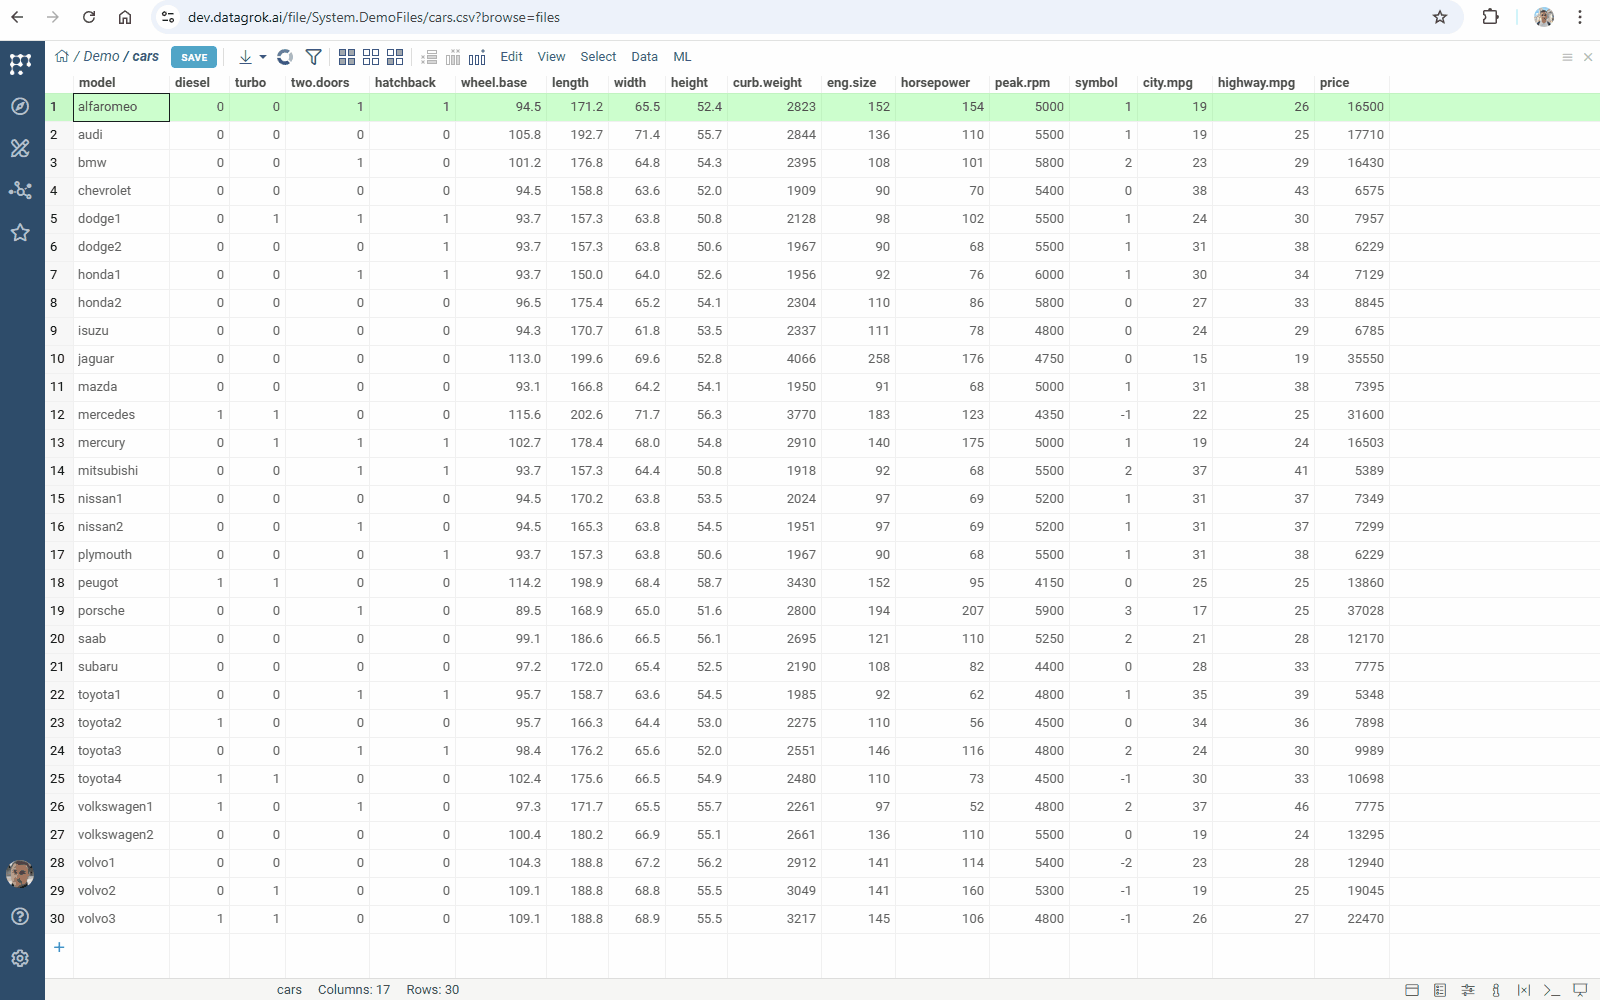 dev.datagrok.ai/file/System.DemoFiles/cars.csv?browse=files
/ Demo / cars SAVE Edit View Select Data ML
model diesel turbo two.doors hatchback wheel.base length width height curb.weight eng.size horsepower peak.rpm symbol city.mpg highway.mpg price
1 alfaromeo 0 0 1 1 94.5 171.2 65.5 52.4 2823 152 154 5000 1 19 26 16500
2 audi 0 0 0 0 105.8 192.7 71.4 55.7 2844 136 110 5500 1 19 25 17710
3 bmw 0 0 1 0 101.2 176.8 64.8 54.3 2395 108 101 5800 2 23 29 16430
4 chevrolet 0 0 0 0 94.5 158.8 63.6 52.0 1909 90 70 5400 0 38 43 6575
5 dodge1 0 1 1 1 93.7 157.3 63.8 50.8 2128 98 102 5500 1 24 30 7957
6 dodge2 0 0 0 1 93.7 157.3 63.8 50.6 1967 90 68 5500 1 31 38 6229
7 honda1 0 0 1 1 93.7 150.0 64.0 52.6 1956 92 76 6000 1 30 34 7129
8 honda2 0 0 0 0 96.5 175.4 65.2 54.1 2304 110 86 5800 0 27 33 8845
9 isuzu 0 0 0 0 94.3 170.7 61.8 53.5 2337 111 78 4800 0 24 29 6785
10 jaguar 0 0 0 0 113.0 199.6 69.6 52.8 4066 258 176 4750 0 15 19 35550
11 mazda 0 0 0 0 93.1 166.8 64.2 54.1 1950 91 68 5000 1 31 38 7395
12 mercedes 1 1 0 0 115.6 202.6 71.7 56.3 3770 183 123 4350 -1 22 25 31600
13 mercury 0 1 1 1 102.7 178.4 68.0 54.8 2910 140 175 5000 1 19 24 16503
14 mitsubishi 0 0 1 1 93.7 157.3 64.4 50.8 1918 92 68 5500 2 37 41 5389
15 nissan1 0 0 0 0 94.5 170.2 63.8 53.5 2024 97 69 5200 1 31 37 7349
16 nissan2 0 0 1 0 94.5 165.3 63.8 54.5 1951 97 69 5200 1 31 37 7299
17 plymouth 0 0 0 1 93.7 157.3 63.8 50.6 1967 90 68 5500 1 31 38 6229
18 peugot 1 1 0 0 114.2 198.9 68.4 58.7 3430 152 95 4150 0 25 25 13860
19 porsche 0 0 1 0 89.5 168.9 65.0 51.6 2800 194 207 5900 3 17 25 37028
20 saab 0 0 0 0 99.1 186.6 66.5 56.1 2695 121 110 5250 2 21 28 12170
21 subaru 0 0 0 0 97.2 172.0 65.4 52.5 2190 108 82 4400 0 28 33 7775
22 toyota1 0 0 1 1 95.7 158.7 63.6 54.5 1985 92 62 4800 1 35 39 5348
23 toyota2 1 0 0 0 95.7 166.3 64.4 53.0 2275 110 56 4500 0 34 36 7898
24 toyota3 0 0 1 1 98.4 176.2 65.6 52.0 2551 146 116 4800 2 24 30 9989
25 toyota4 1 1 0 0 102.4 175.6 66.5 54.9 2480 110 73 4500 -1 30 33 10698
26 volkswagen1 1 0 1 0 97.3 171.7 65.5 55.7 2261 97 52 4800 2 37 46 7775
27 volkswagen2 0 0 0 0 100.4 180.2 66.9 55.1 2661 136 110 5500 0 19 24 13295
28 volvo1 0 0 0 0 104.3 188.8 67.2 56.2 2912 141 114 5400 -2 23 28 12940
29 volvo2 0 1 0 0 109.1 188.8 68.8 55.5 3049 141 160 5300 -1 19 25 19045
30 volvo3 1 1 0 0 109.1 188.8 68.9 55.5 3217 145 106 4800 -1 26 27 22470
+
cars Columns: 17 Rows: 30